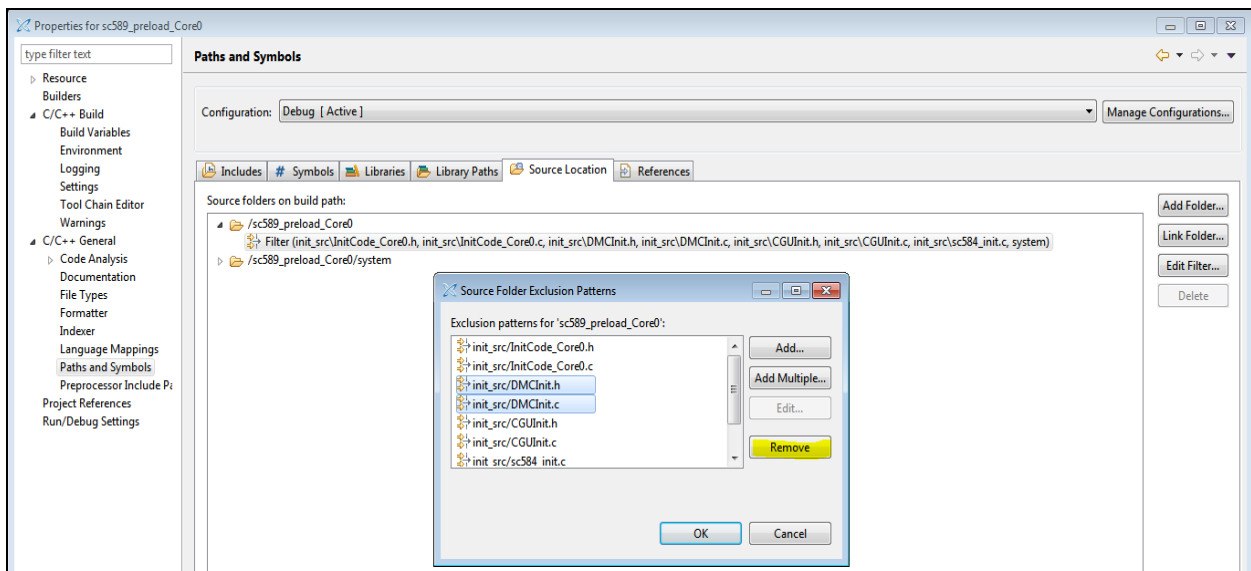 Properties for sc589_preload_Core0
type filter text
Resource
Builders
C/C++ Build
Build Variables
Environment
Logging
Settings
Tool Chain Editor
Warnings
C/C++ General
Code Analysis
Documentation
File Types
Formatter
Indexer
Language Mappings
Paths and Symbols
Preprocessor Include Pa
Project References
Run/Debug Settings
Paths and Symbols
Configuration: Debug [ Active ] Manage Configurations...
Includes # Symbols Libraries Library Paths Source Location References
Source folders on build path:
/sc589_preload_Core0
Filter (init_src\InitCode_Core0.h, init_src\InitCode_Core0.c, init_src\DMCInit.h, init_src\DMCInit.c, init_src\CGUInit.h, init_src\CGUInit.c, init_src\sc584_init.c, system)
/sc589_preload_Core0/system
Add Folder...
Link Folder...
Edit Filter...
Delete
Source Folder Exclusion Patterns
Exclusion patterns for 'sc589_preload_Core0':
init_src/InitCode_Core0.h
init_src/InitCode_Core0.c
init_src/DMCInit.h
init_src/DMCInit.c
init_src/CGUInit.h
init_src/CGUInit.c
init_src/sc584_init.c
Add...
Add Multiple...
Edit...
Remove
OK Cancel